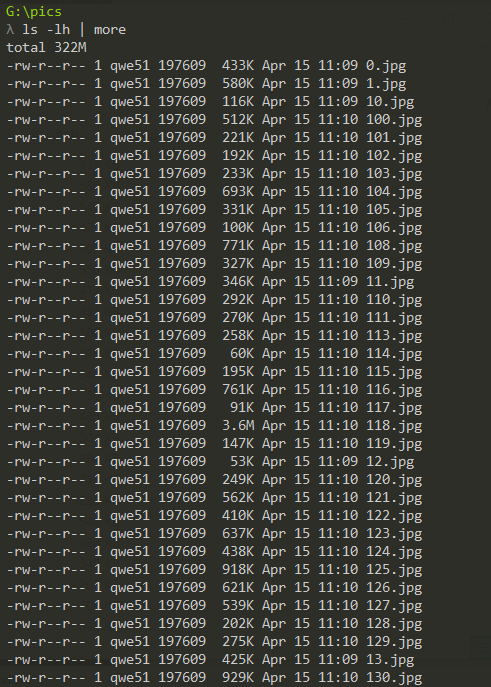 G:\pics
λ ls -lh | more
total 322M
-rw-r--r-- 1 qwe51 197609  433K Apr 15 11:09 0.jpg
-rw-r--r-- 1 qwe51 197609  580K Apr 15 11:09 1.jpg
-rw-r--r-- 1 qwe51 197609  116K Apr 15 11:09 10.jpg
-rw-r--r-- 1 qwe51 197609  512K Apr 15 11:10 100.jpg
-rw-r--r-- 1 qwe51 197609  221K Apr 15 11:10 101.jpg
-rw-r--r-- 1 qwe51 197609  192K Apr 15 11:10 102.jpg
-rw-r--r-- 1 qwe51 197609  233K Apr 15 11:10 103.jpg
-rw-r--r-- 1 qwe51 197609  693K Apr 15 11:10 104.jpg
-rw-r--r-- 1 qwe51 197609  331K Apr 15 11:10 105.jpg
-rw-r--r-- 1 qwe51 197609  100K Apr 15 11:10 106.jpg
-rw-r--r-- 1 qwe51 197609  771K Apr 15 11:10 108.jpg
-rw-r--r-- 1 qwe51 197609  327K Apr 15 11:10 109.jpg
-rw-r--r-- 1 qwe51 197609  346K Apr 15 11:09 11.jpg
-rw-r--r-- 1 qwe51 197609  292K Apr 15 11:10 110.jpg
-rw-r--r-- 1 qwe51 197609  270K Apr 15 11:10 111.jpg
-rw-r--r-- 1 qwe51 197609  258K Apr 15 11:10 113.jpg
-rw-r--r-- 1 qwe51 197609   60K Apr 15 11:10 114.jpg
-rw-r--r-- 1 qwe51 197609  195K Apr 15 11:10 115.jpg
-rw-r--r-- 1 qwe51 197609  761K Apr 15 11:10 116.jpg
-rw-r--r-- 1 qwe51 197609   91K Apr 15 11:10 117.jpg
-rw-r--r-- 1 qwe51 197609  3.6M Apr 15 11:10 118.jpg
-rw-r--r-- 1 qwe51 197609  147K Apr 15 11:10 119.jpg
-rw-r--r-- 1 qwe51 197609   53K Apr 15 11:09 12.jpg
-rw-r--r-- 1 qwe51 197609  249K Apr 15 11:10 120.jpg
-rw-r--r-- 1 qwe51 197609  562K Apr 15 11:10 121.jpg
-rw-r--r-- 1 qwe51 197609  410K Apr 15 11:10 122.jpg
-rw-r--r-- 1 qwe51 197609  637K Apr 15 11:10 123.jpg
-rw-r--r-- 1 qwe51 197609  438K Apr 15 11:10 124.jpg
-rw-r--r-- 1 qwe51 197609  918K Apr 15 11:10 125.jpg
-rw-r--r-- 1 qwe51 197609  621K Apr 15 11:10 126.jpg
-rw-r--r-- 1 qwe51 197609  539K Apr 15 11:10 127.jpg
-rw-r--r-- 1 qwe51 197609  202K Apr 15 11:10 128.jpg
-rw-r--r-- 1 qwe51 197609  275K Apr 15 11:10 129.jpg
-rw-r--r-- 1 qwe51 197609  425K Apr 15 11:09 13.jpg
-rw-r--r-- 1 qwe51 197609  929K Apr 15 11:10 130.jpg